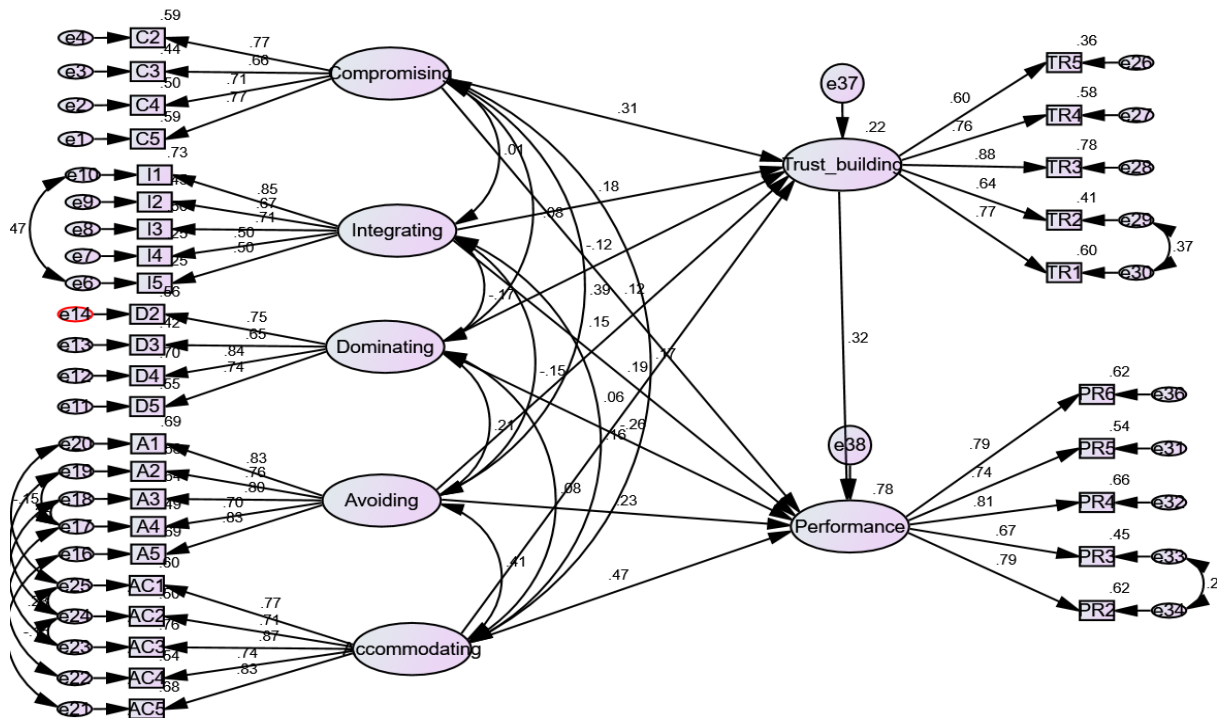 .59
e4 C2 .77
.44
e3 C3 .66
.50
e2 C4 .71
.59
e1 C5 .77
Compromising
.73
e10 I1 .85
e9 I2 .67
e8 I3 .71
.25
e7 I4 .50
.25
e6 I5 .50
47
Integrating
.01
e14 D2 .75
.42
e13 D3 .65
.70
e12 D4 .84
.55
e11 D5 .74
Dominating
-.17
.69
e20 A1 .83
e19 A2 .76
e18 A3 .80
e17 A4 .70
e16 A5 .83
-.15
Avoiding
.21
.60
e25 AC1 .77
e24 AC2 .71
.76
e23 AC3 .87
e22 AC4 .74
.68
e21 AC5 .83
ccommodating
.41
.31
.18
.08
-.12
.39
.12
.15
.17
-.15
.19
.06
-.26
.16
.08
.23
.47
e37
.22
Trust_building
.32
e38
.78
Performance
.36
.60 TR5 e26
.58
.76 TR4 e27
.78
.88 TR3 e28
.41
.64 TR2 e29
.60
.77 TR1 e30
.37
.62
.79 PR6 e36
.54
.74 PR5 e31
.66
.81 PR4 e32
.45
.67 PR3 e33
.62
.79 PR2 e34
.2